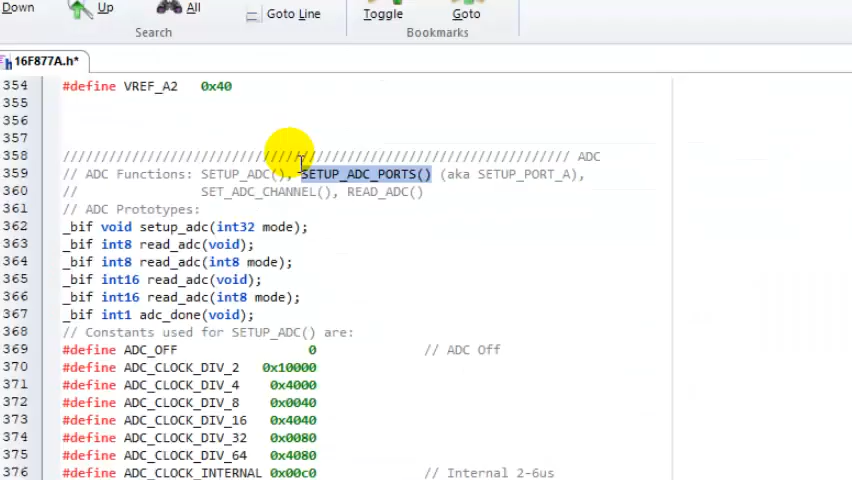 Down Up All Goto Line Toggle Goto
Search Bookmarks
16F877A.h*
354 #define VREF_A2 0x40
355
356
357
358 ////////////////////////////////////////////////////////////////// ADC
359 // ADC Functions: SETUP_ADC(), SETUP_ADC_PORTS() (aka SETUP_PORT_A),
360 // SET_ADC_CHANNEL(), READ_ADC()
361 // ADC Prototypes:
362 _bif void setup_adc(int32 mode);
363 _bif int8 read_adc(void);
364 _bif int8 read_adc(int8 mode);
365 _bif int16 read_adc(void);
366 _bif int16 read_adc(int8 mode);
367 _bif int1 adc_done(void);
368 // Constants used for SETUP_ADC() are:
369 #define ADC_OFF 0 // ADC Off
370 #define ADC_CLOCK_DIV_2 0x10000
371 #define ADC_CLOCK_DIV_4 0x4000
372 #define ADC_CLOCK_DIV_8 0x0040
373 #define ADC_CLOCK_DIV_16 0x4040
374 #define ADC_CLOCK_DIV_32 0x0080
375 #define ADC_CLOCK_DIV_64 0x4080
376 #define ADC_CLOCK_INTERNAL 0x00c0 // Internal 2-6us